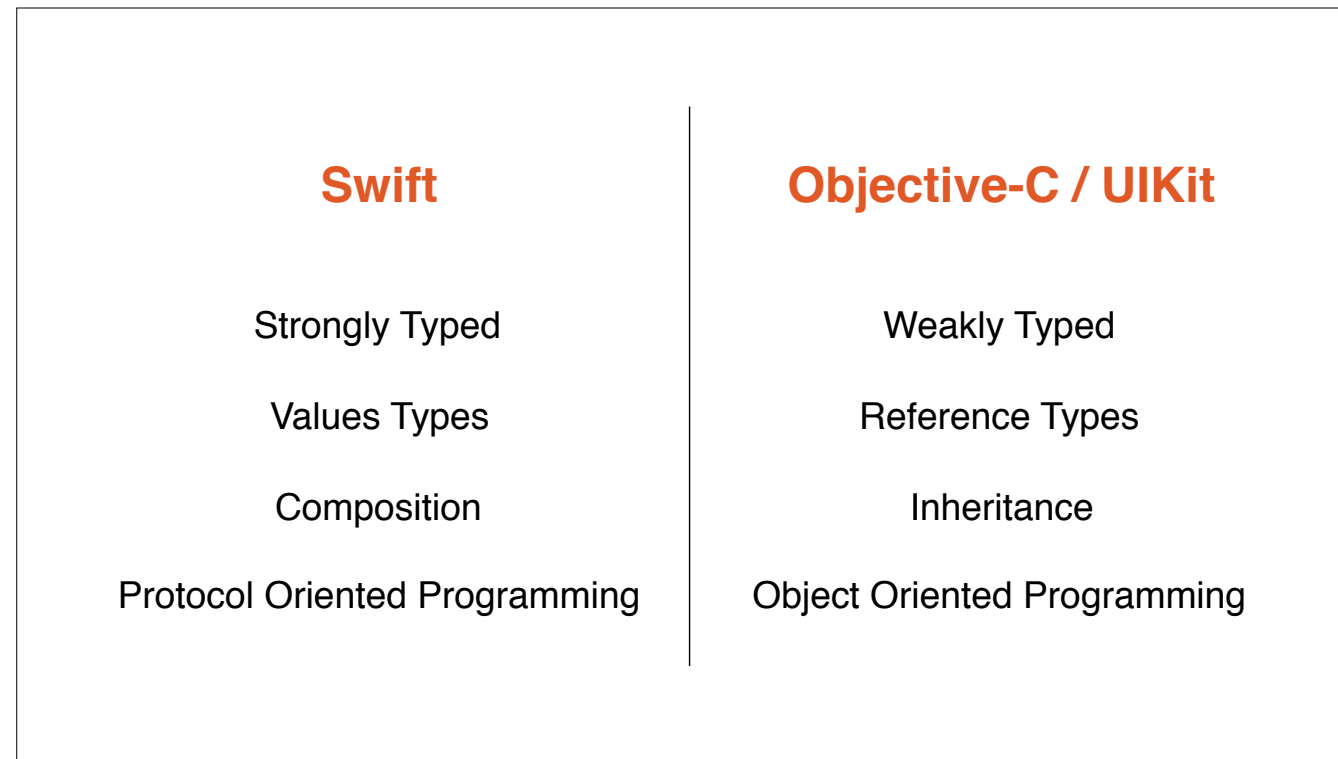 Swift
Strongly Typed
Values Types
Composition
Protocol Oriented Programming
Objective-C / UIKit
Weakly Typed
Reference Types
Inheritance
Object Oriented Programming